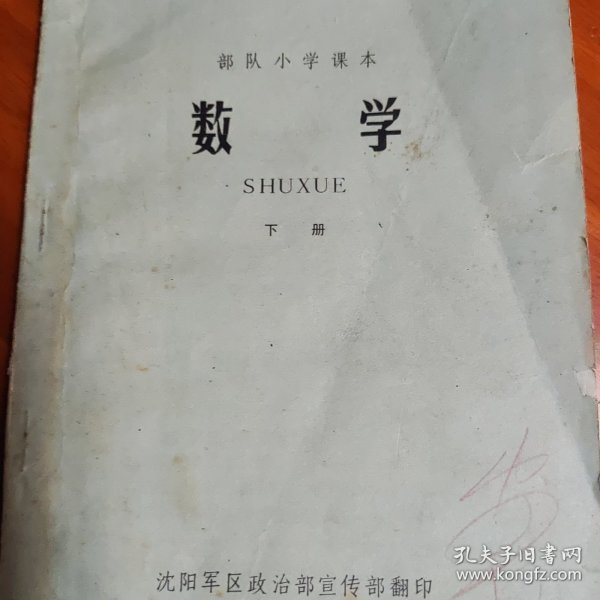 部队小学课本
数学
SHUXUE
下册
沈阳军区政治部宣传部翻印
孔夫子旧书网
www.kongfz.com